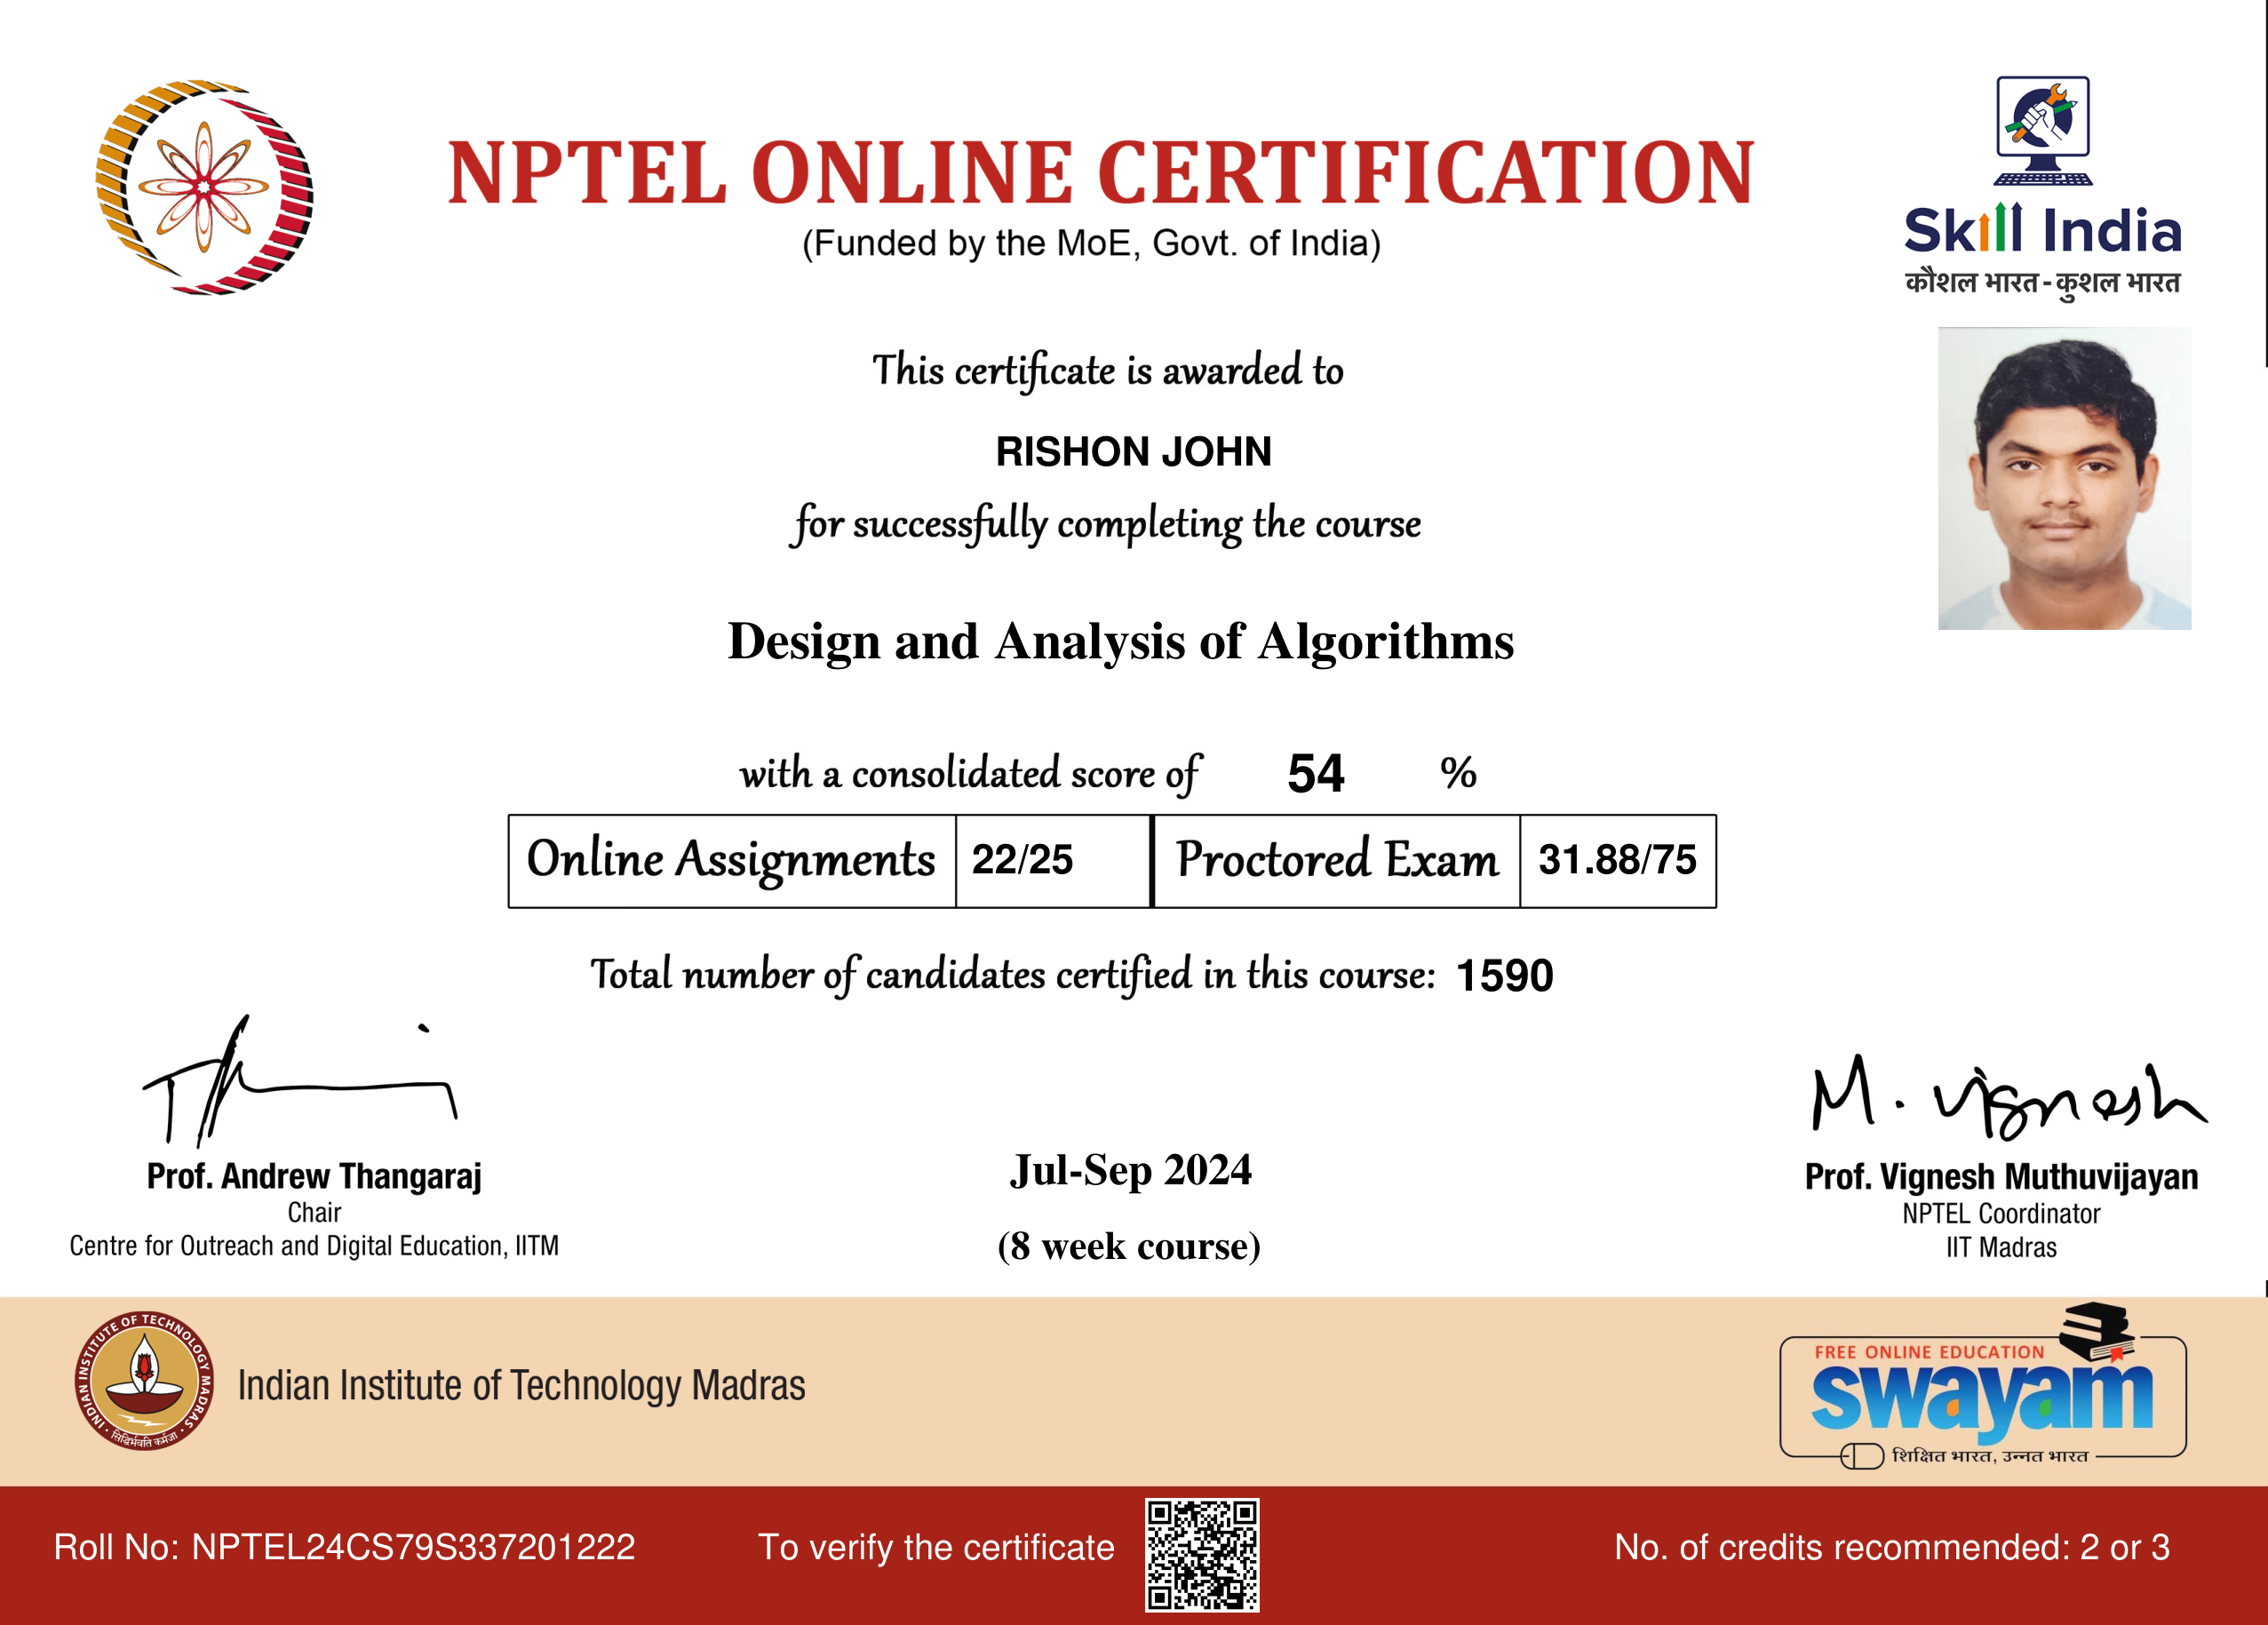 NPTEL ONLINE CERTIFICATION
(Funded by the MoE, Govt. of India)
Skill India
कौशल भारत - कुशल भारत
This certificate is awarded to
RISHON JOHN
for successfully completing the course
Design and Analysis of Algorithms
with a consolidated score of 54 %
Online Assignments 22/25 Proctored Exam 31.88/75
Total number of candidates certified in this course: 1590
M. Vignesh
Prof. Andrew Thangaraj
Chair
Centre for Outreach and Digital Education, IITM
Jul-Sep 2024
(8 week course)
Prof. Vignesh Muthuvijayan
NPTEL Coordinator
IIT Madras
INDIAN INSTITUTE OF TECHNOLOGY MADRAS
सिद्धिर्भवति कर्मजा
Indian Institute of Technology Madras
FREE ONLINE EDUCATION
swayam
शिक्षित भारत, उन्नत भारत
Roll No: NPTEL24CS79S337201222
To verify the certificate
No. of credits recommended: 2 or 3